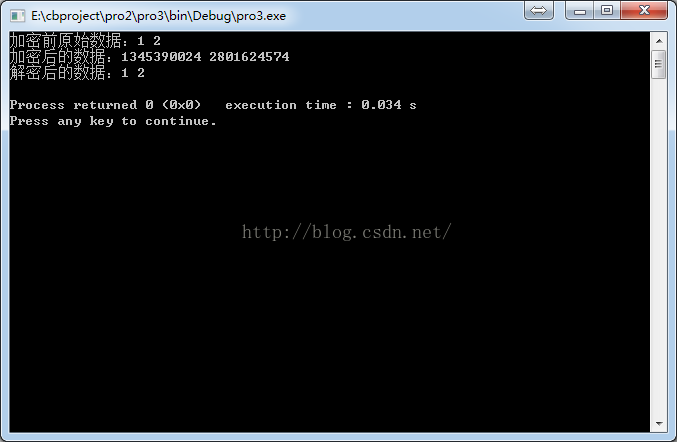 E:\cbproject\pro2\pro3\bin\Debug\pro3.exe
加密前原始数据：1 2
加密后的数据：1345390024 2801624574
解密后的数据：1 2
Process returned 0 (0x0)   execution time : 0.034 s
Press any key to continue.
http://blog.csdn.net/